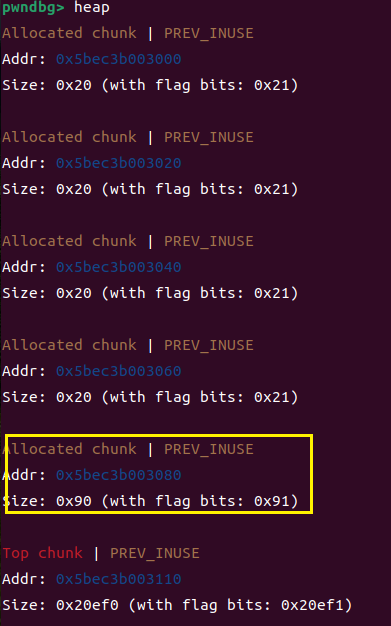 pwndbg> heap
Allocated chunk | PREV_INUSE
Addr: 0x5bec3b003000
Size: 0x20 (with flag bits: 0x21)
Allocated chunk | PREV_INUSE
Addr: 0x5bec3b003020
Size: 0x20 (with flag bits: 0x21)
Allocated chunk | PREV_INUSE
Addr: 0x5bec3b003040
Size: 0x20 (with flag bits: 0x21)
Allocated chunk | PREV_INUSE
Addr: 0x5bec3b003060
Size: 0x20 (with flag bits: 0x21)
Allocated chunk | PREV_INUSE
Addr: 0x5bec3b003080
Size: 0x90 (with flag bits: 0x91)
Top chunk | PREV_INUSE
Addr: 0x5bec3b003110
Size: 0x20ef0 (with flag bits: 0x20ef1)